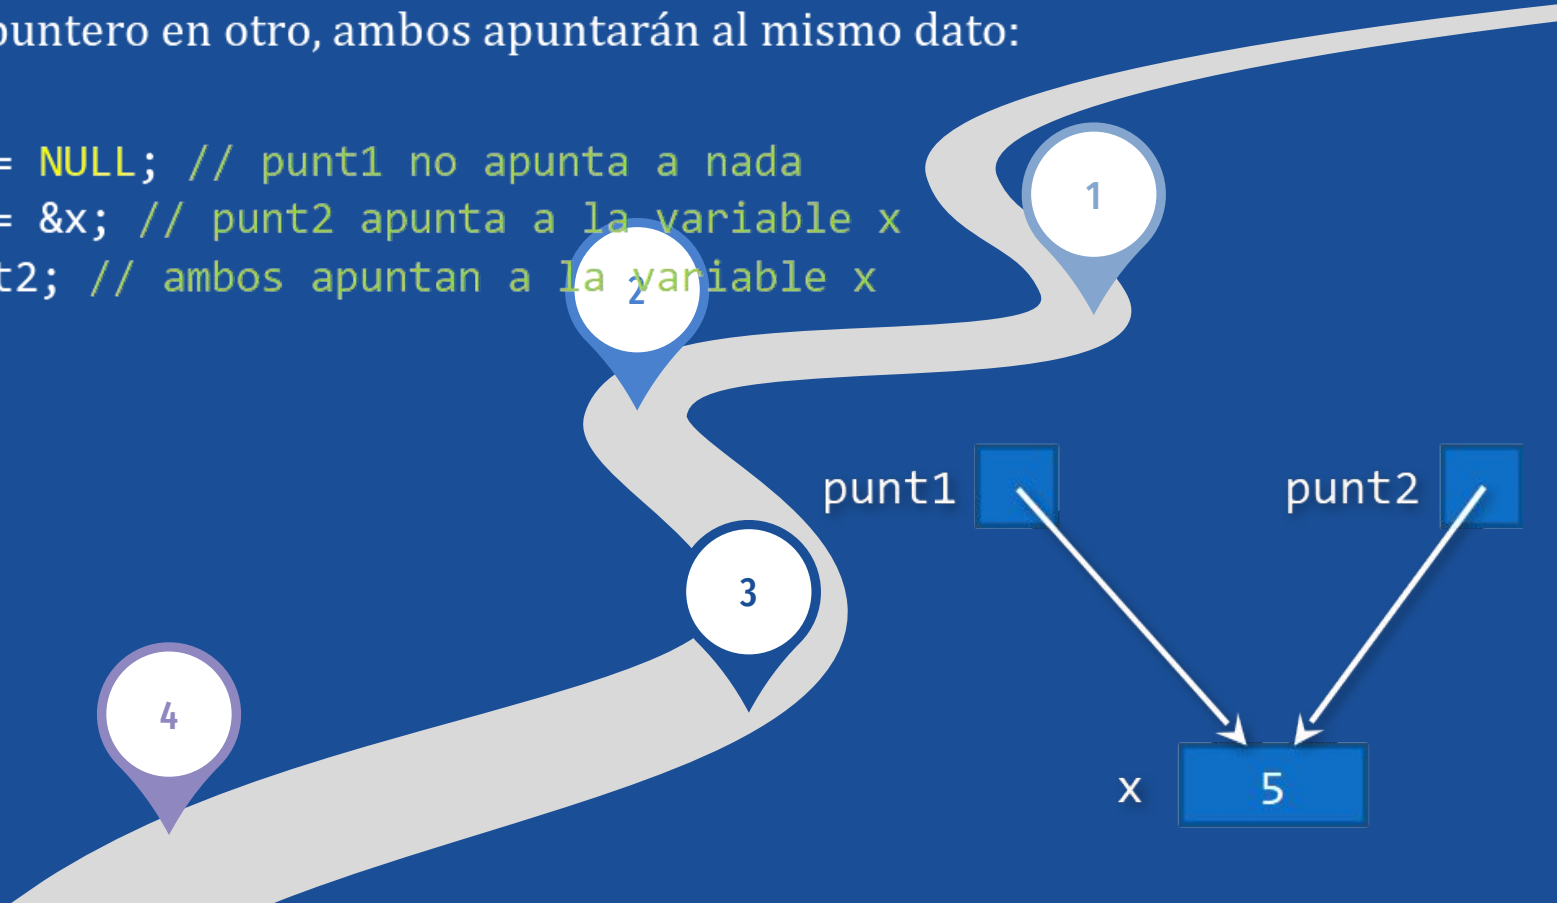 puntero en otro, ambos apuntarán al mismo dato:
= NULL; // punt1 no apunta a nada
= &x; // punt2 apunta a la variable x
t2; // ambos apuntan a la variable x
1
2
punt1
punt2
3
4
x
5